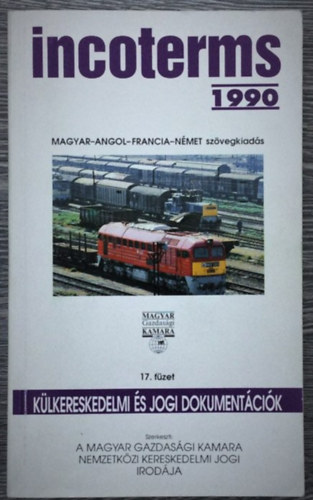 incoterms
1990
MAGYAR-ANGOL-FRANCIA-NÉMET szövegkiadás
MAGYAR
Gazdasági
KAMARA
17. füzet
KÜLKERESKEDELMI ÉS JOGI DOKUMENTÁCIÓK
Szerkeszti:
A MAGYAR GAZDASÁGI KAMARA
NEMZETKÖZI KERESKEDELMI JOGI
IRODÁJA